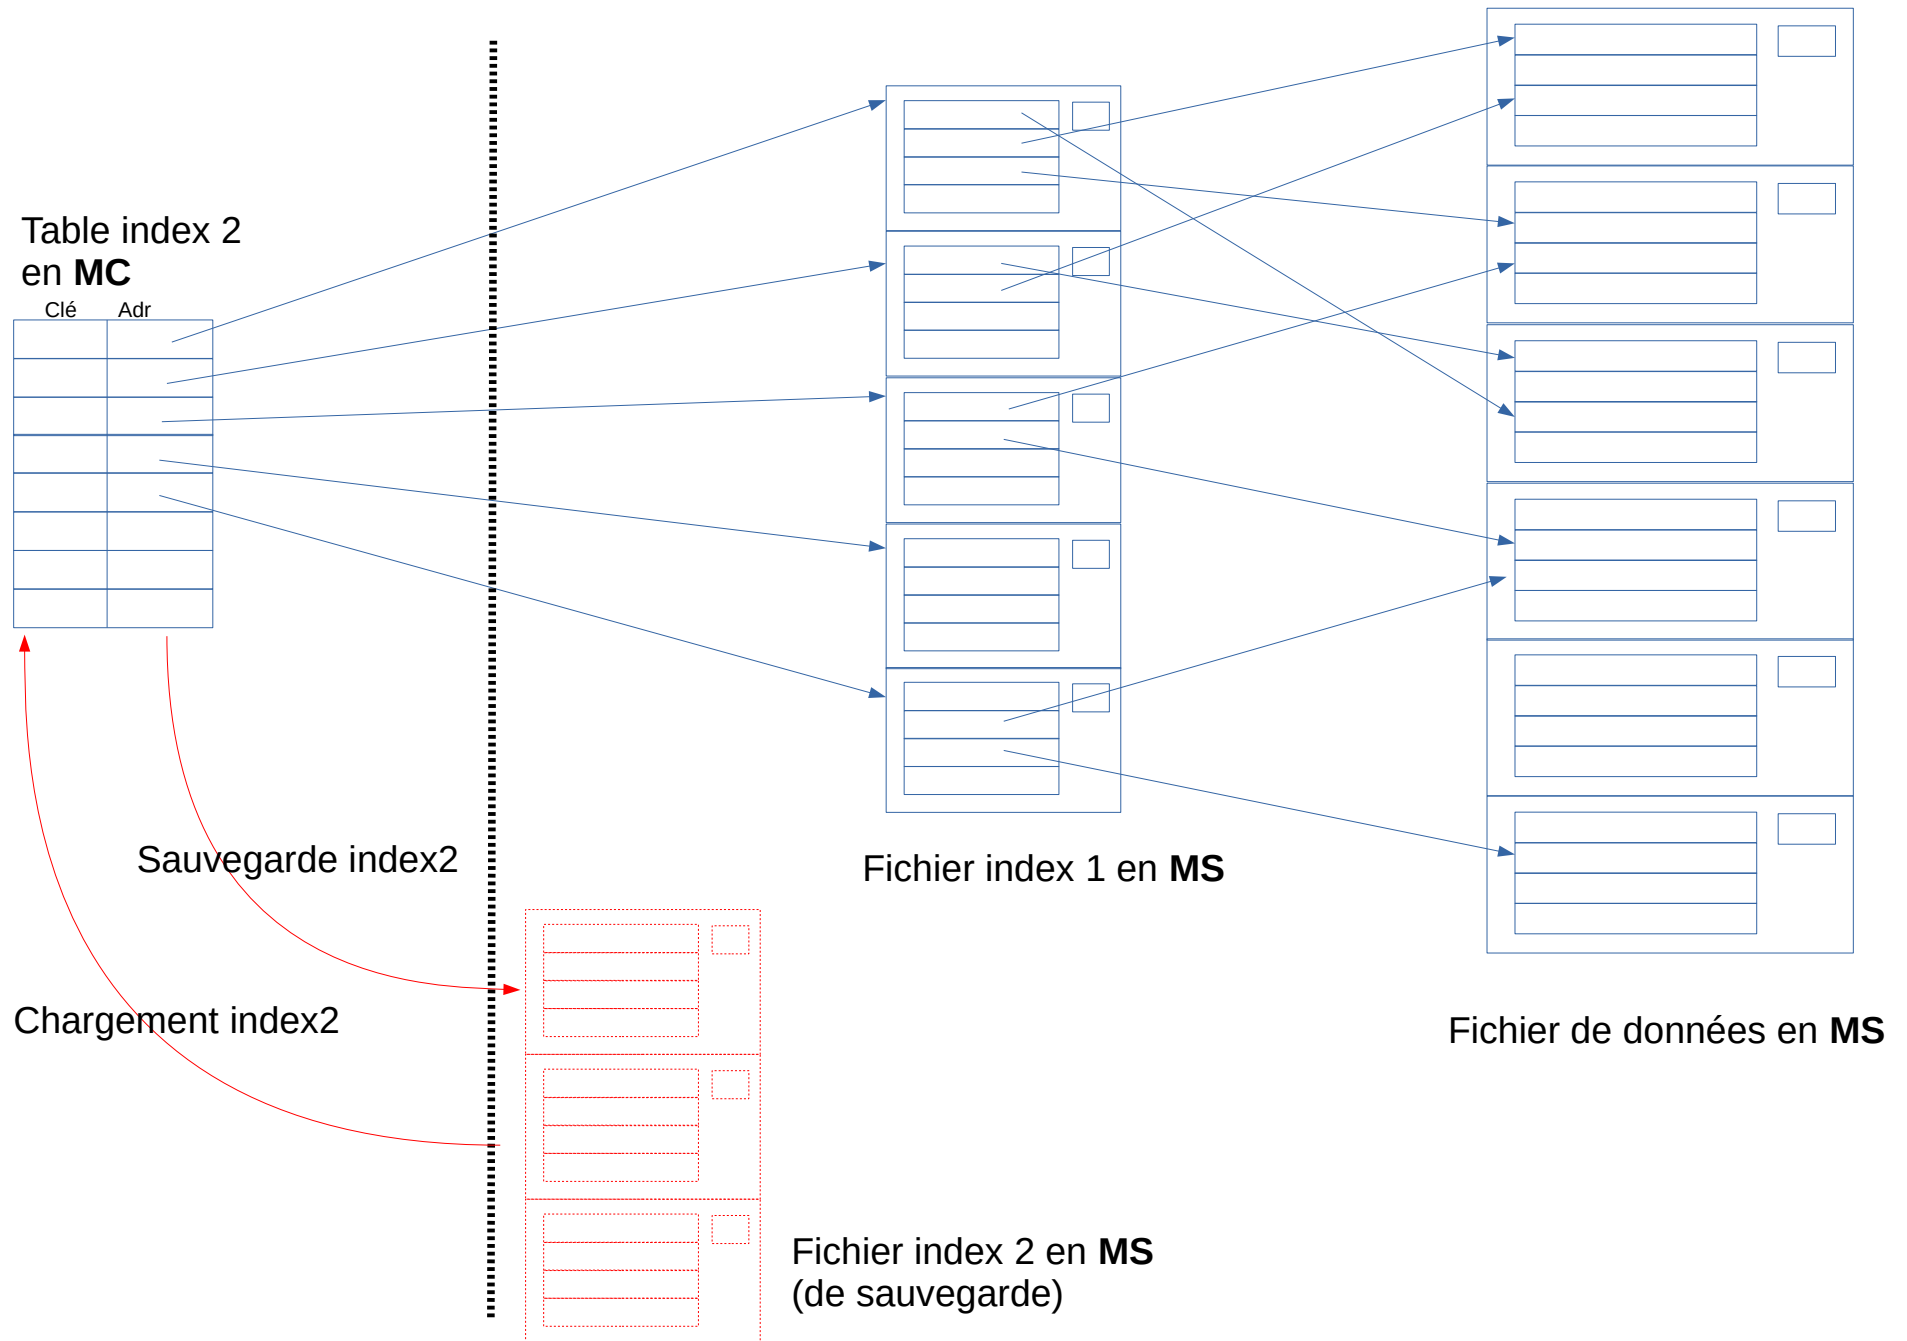 Table index 2
en MC
Clé Adr
Sauvegarde index2
Fichier index 1 en MS
Chargement index2
Fichier de données en MS
Fichier index 2 en MS
(de sauvegarde)